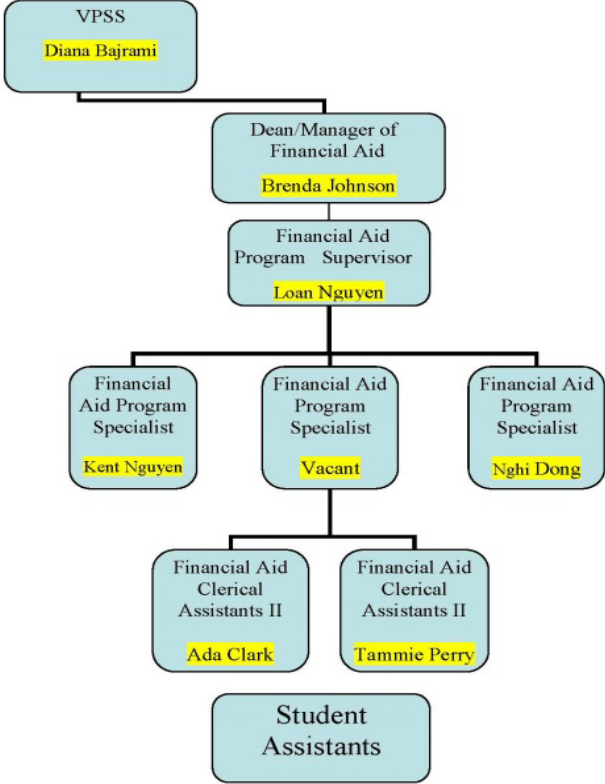 VPSS
Diana Bajrami
Dean/Manager of
Financial Aid
Brenda Johnson
Financial Aid
Program Supervisor
Loan Nguyen
Financial
Aid Program
Specialist
Kent Nguyen
Financial Aid
Program
Specialist
Vacant
Financial Aid
Program
Specialist
Nghi Dong
Financial Aid
Clerical
Assistants II
Ada Clark
Financial Aid
Clerical
Assistants II
Tammie Perry
Student
Assistants